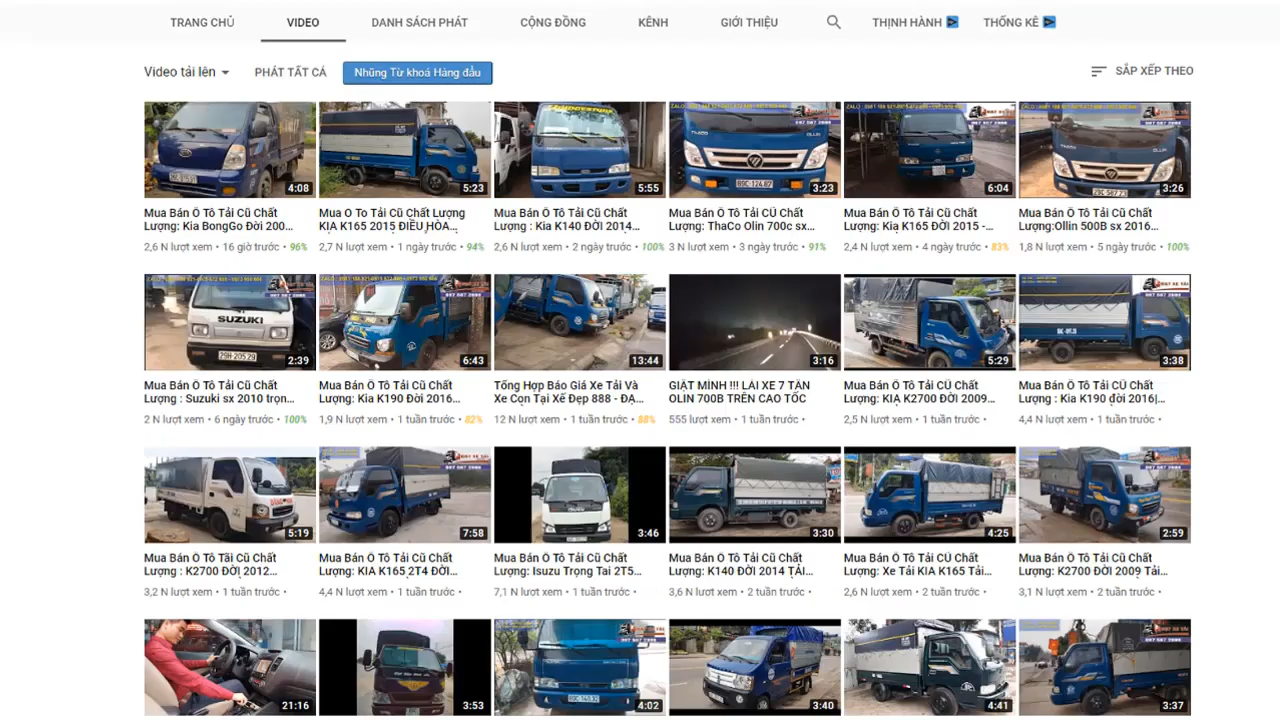 TRANG CHỦ
VIDEO
DANH SÁCH PHÁT
CỘNG ĐỒNG
KÊNH
GIỚI THIỆU
THỊNH HÀNH
THỐNG KÊ
Video tải lên
PHÁT TẤT CẢ
Những Từ khoá Hàng đầu
SẮP XẾP THEO
4:08
5:23
5:55
THACO
OLLIN
89C-124.87
3:23
6:04
OLLIN
3:26
Mua Bán Ô Tô Tải Cũ Chất
Lượng: Kia BongGo Đời 200...
2,6 N lượt xem • 16 giờ trước • 96%
Mua O To Tải Cũ Chất Lượng
KIA K165 2015 ĐIỀU HÒA...
2,7 N lượt xem • 1 ngày trước • 94%
Mua Bán Ô Tô Tải Cũ Chất
Lượng : Kia K140 ĐỜI 2014...
2,6 N lượt xem • 2 ngày trước • 100%
Mua Bán Ô Tô Tải CŨ Chất
Lượng: ThaCo Olin 700c sx...
3 N lượt xem • 3 ngày trước • 91%
Mua Bán Ô Tô Tải Cũ Chất
Lượng: Kia K165 ĐỜI 2015 -...
2,4 N lượt xem • 4 ngày trước • 83%
Mua Bán Ô Tô Tải Cũ Chất
Lượng:Ollin 500B sx 2016...
1,8 N lượt xem • 5 ngày trước • 100%
SUZUKI
29H-205.29
2:39
6:43
13:44
3:16
5:29
3:38
Mua Bán Ô Tô Tải Cũ Chất
Lượng : Suzuki sx 2010 trọn...
2 N lượt xem • 6 ngày trước • 100%
Mua Bán Ô Tô Tải Cũ Chất
Lượng: Kia K190 Đời 2016...
1,9 N lượt xem • 1 tuần trước • 82%
Tổng Hợp Báo Giá Xe Tải Và
Xe Con Tại Xế Đẹp 888 - ĐẠ...
12 N lượt xem • 1 tuần trước • 88%
GIẬT MÌNH !!! LÁI XE 7 TẤN
OLIN 700B TRÊN CAO TỐC
555 lượt xem • 1 tuần trước •
Mua Bán Ô Tô Tải Cũ Chất
Lượng: KIA K2700 ĐỜI 2009...
2,5 N lượt xem • 1 tuần trước •
Mua Bán Ô Tô Tải CŨ Chất
Lượng : Kia K190 đời 2016|...
4,4 N lượt xem • 1 tuần trước •
5:19
7:58
3:46
3:30
4:25
2:59
Mua Bán Ô Tô Tải Cũ Chất
Lượng : K2700 ĐỜI 2012...
3,2 N lượt xem • 1 tuần trước •
Mua Bán Ô Tô Tải Cũ Chất
Lượng: KIA K165 2T4 ĐỜI...
4,4 N lượt xem • 1 tuần trước •
Mua Bán Ô Tô Tải Cũ Chất
Lượng: Isuzu Trọng Tai 2T5...
7,1 N lượt xem • 1 tuần trước •
Mua Bán Ô Tô Tải Cũ Chất
Lượng: K140 ĐỜI 2014 TẢI...
3,6 N lượt xem • 2 tuần trước •
Mua Bán Ô Tô Tải CŨ Chất
Lượng: Xe Tải KIA K165 Tải...
2,6 N lượt xem • 2 tuần trước •
Mua Bán Ô Tô Tải Cũ Chất
Lượng: K2700 ĐỜI 2009 Tải...
3,1 N lượt xem • 2 tuần trước •
21:16
3:53
4:02
3:40
4:41
3:37